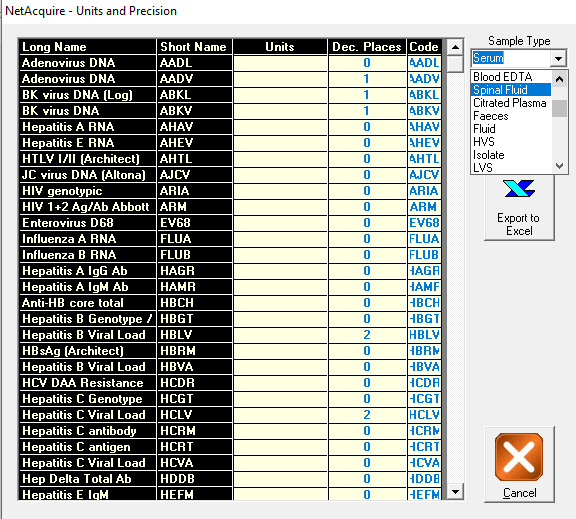 NetAcquire - Units and Precision
Long Name Short Name Units Dec. Places Code
Adenovirus DNA AADL 0 AADL
Adenovirus DNA AADV 1 AADV
BK virus DNA (Log) ABKL 1 ABKL
BK virus DNA ABKV 1 ABKV
Hepatitis A RNA AHAV 0 AHAV
Hepatitis E RNA AHEV 0 AHEV
HTLV I/II (Architect) AHTL 0 AHTL
JC virus DNA (Altona) AJCV 0 AJCV
HIV genotypic ARIA 0 ARIA
HIV 1+2 Ag/Ab Abbott ARM 0 ARM
Enterovirus D68 EV68 0 EV68
Influenza A RNA FLUA 0 FLUA
Influenza B RNA FLUB 0 FLUB
Hepatitis A IgG Ab HAGR 0 HAGR
Hepatitis A IgM Ab HAMR 0 HAMR
Anti-HB core total HBCH 0 HBCH
Hepatitis B Genotype / HBGT 0 HBGT
Hepatitis B Viral Load HBLV 2 HBLV
HBsAg (Architect) HBRM 0 HBRM
Hepatitis B Viral Load HBVA 0 HBVA
HCV DAA Resistance HCDR 0 HCDR
Hepatitis C Genotype HCGT 0 HCGT
Hepatitis C Viral Load HCLV 2 HCLV
Hepatitis C antibody HCRM 0 HCRM
Hepatitis C antigen HCRT 0 HCRT
Hepatitis C Viral Load HCVA 0 HCVA
Hep Delta Total Ab HDDB 0 HDDB
Hepatitis E IgM HEFM 0 HEFM
Sample Type
Serum
Blood EDTA
Spinal Fluid
Citrated Plasma
Faeces
Fluid
HVS
Isolate
LVS
Export to
Excel
Cancel